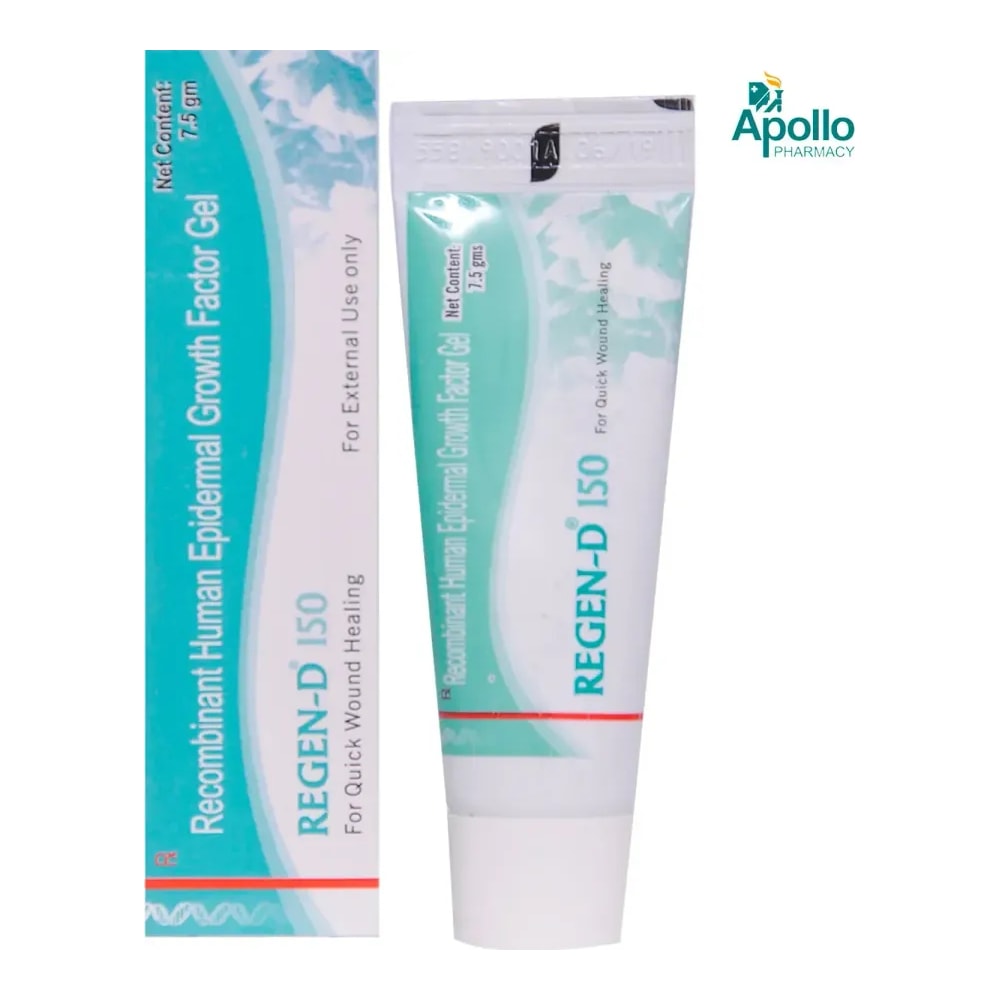 Net Content:
7.5 gm
Recombinant Human Epidermal Growth Factor Gel
For External Use only
REGEN-D® 150
For Quick Wound Healing
Rx
Apollo
PHARMACY
Net Content:
7.5 gms
Rx Recombinant Human Epidermal Growth Factor Gel
REGEN-D® 150
For Quick Wound Healing